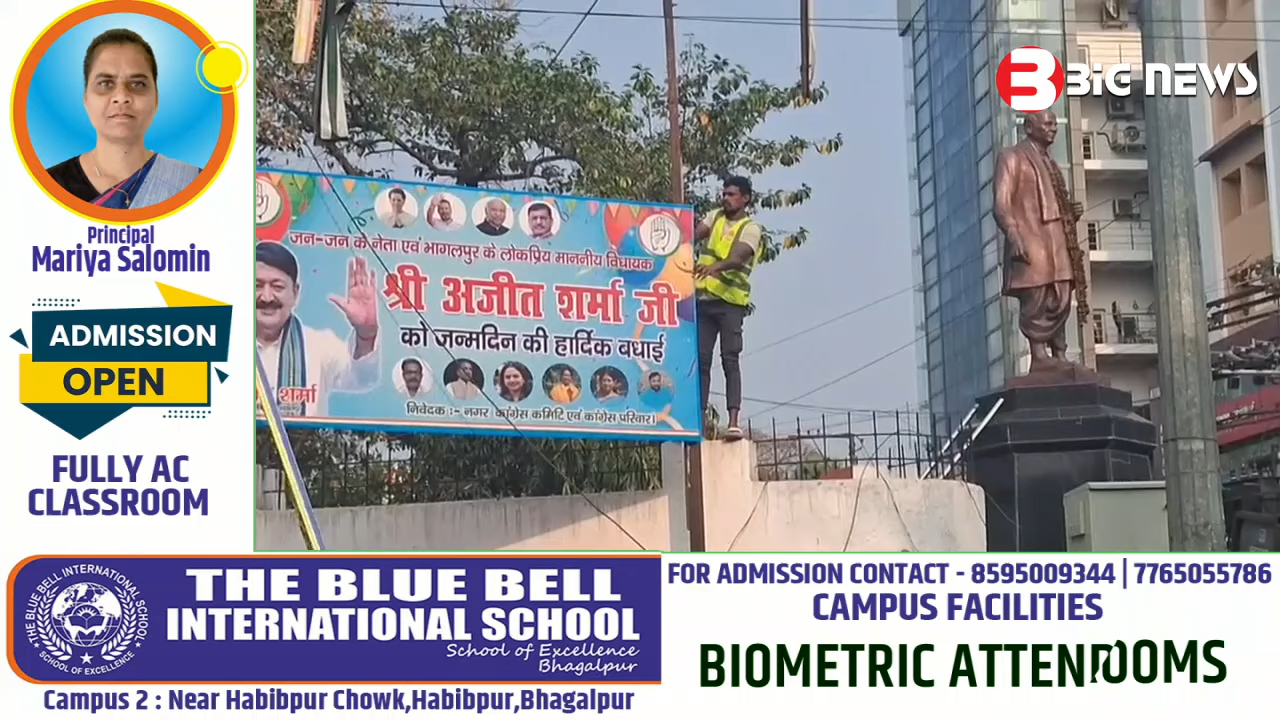 Principal
Mariya Salomin
ADMISSION
OPEN
FULLY AC
CLASSROOM
BIG NEWS
जन-जन के नेता एवं भागलपुर के लोकप्रिय माननीय विधायक
श्री अजीत शर्मा जी
को जन्मदिन की हार्दिक बधाई
शर्मा
निवेदक :- नगर कांग्रेस कमिटि एवं कांग्रेस परिवार।
THE BLUE BELL INTERNATIONAL SCHOOL
SCHOOL OF EXCELLENCE
THE BLUE BELL
INTERNATIONAL SCHOOL
School of Excellence
Bhagalpur
Campus 2 : Near Habibpur Chowk,Habibpur,Bhagalpur
FOR ADMISSION CONTACT - 8595009344 | 7765055786
CAMPUS FACILITIES
BIOMETRIC ATTEN
OOMS